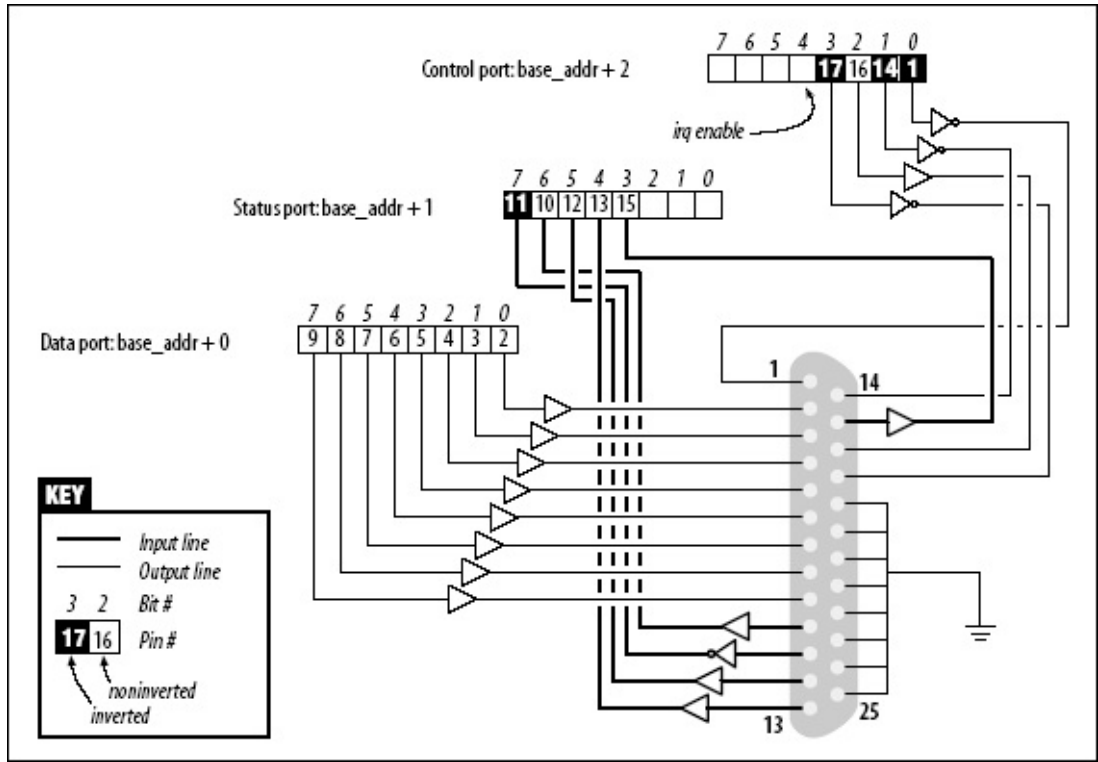 7 6 5 4 3 2 1 0
Control port: base_addr + 2
17 16 14 1
irq enable
7 6 5 4 3 2 1 0
Status port: base_addr + 1
11 10 12 13 15
7 6 5 4 3 2 1 0
Data port: base_addr + 0
9 8 7 6 5 4 3 2
1
14
KEY
Input line
Output line
3 2 Bit #
17 16 Pin #
noninverted
inverted
13
25